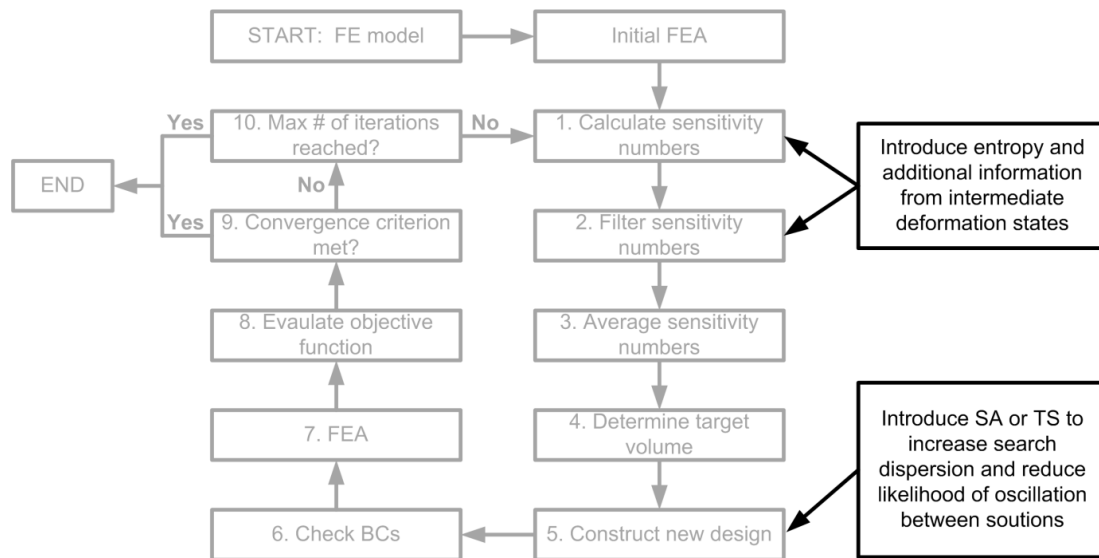 START:  FE model
Initial FEA
Yes
10. Max # of iterations
reached?
No
1. Calculate sensitivity
numbers
Introduce entropy and
additional information
from intermediate
deformation states
END
No
Yes
9. Convergence criterion
met?
2. Filter sensitivity
numbers
8. Evaulate objective
function
3. Average sensitivity
numbers
7. FEA
4. Determine target
volume
Introduce SA or TS to
increase search
dispersion and reduce
likelihood of oscillation
between soutions
6. Check BCs
5. Construct new design